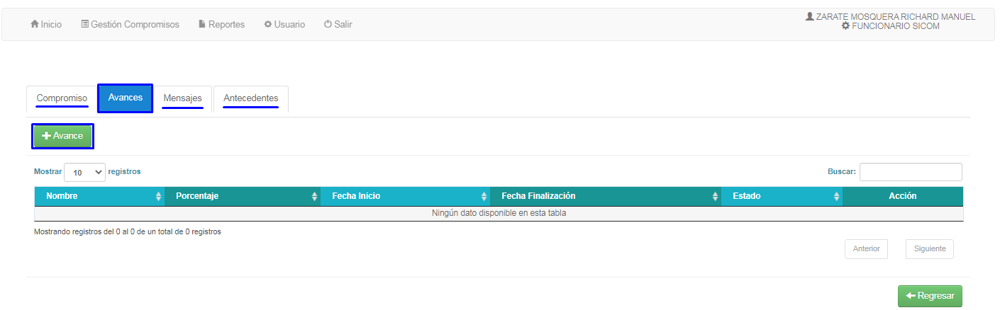 Inicio Gestión Compromisos Reportes Usuario Salir
ZARATE MOSQUERA RICHARD MANUEL
FUNCIONARIO SICOM
Compromiso Avances Mensajes Antecedentes
Avance
Mostrar 10 registros Buscar:
Nombre Porcentaje Fecha Inicio Fecha Finalización Estado Acción
Ningún dato disponible en esta tabla
Mostrando registros del 0 al 0 de un total de 0 registros
Anterior Siguiente
Regresar